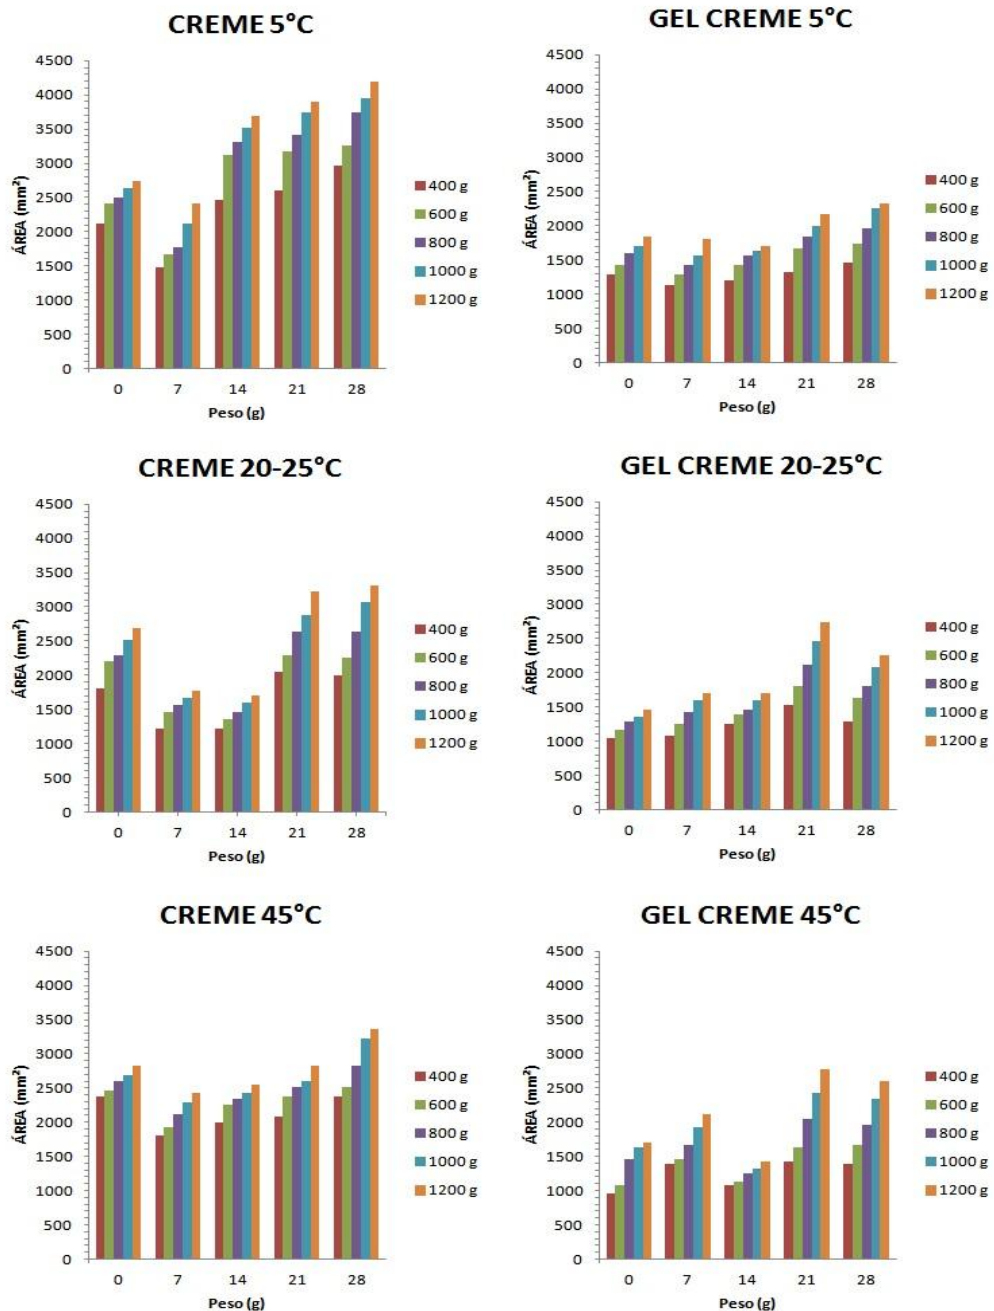 CREME 5°C
ÁREA (mm²)
4500
4000
3500
3000
2500
2000
1500
1000
500
0
0 7 14 21 28
Peso (g)
400 g
600 g
800 g
1000 g
1200 g
GEL CREME 5°C
ÁREA (mm²)
4500
4000
3500
3000
2500
2000
1500
1000
500
0
0 7 14 21 28
Peso (g)
400 g
600 g
800 g
1000 g
1200 g
CREME 20-25°C
ÁREA (mm²)
4500
4000
3500
3000
2500
2000
1500
1000
500
0
0 7 14 21 28
Peso (g)
400 g
600 g
800 g
1000 g
1200 g
GEL CREME 20-25°C
ÁREA (mm²)
4500
4000
3500
3000
2500
2000
1500
1000
500
0
0 7 14 21 28
Peso (g)
400 g
600 g
800 g
1000 g
1200 g
CREME 45°C
ÁREA (mm²)
4500
4000
3500
3000
2500
2000
1500
1000
500
0
0 7 14 21 28
Peso (g)
400 g
600 g
800 g
1000 g
1200 g
GEL CREME 45°C
ÁREA (mm²)
4500
4000
3500
3000
2500
2000
1500
1000
500
0
0 7 14 21 28
Peso (g)
400 g
600 g
800 g
1000 g
1200 g